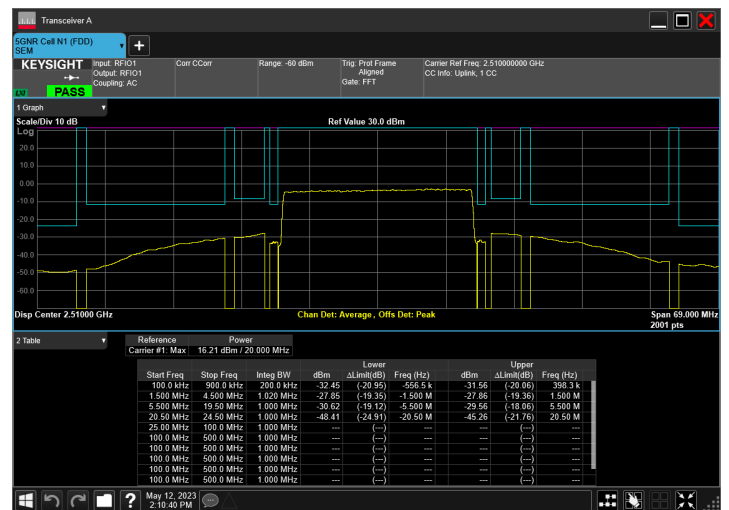 Transceiver A
5GNR Cell N1 (FDD)
SEM
KEYSIGHT
LXI
PASS
Input: RFIO1
Output: RFIO1
Coupling: AC
Corr CCorr
Range: -60 dBm
Trig: Prot Frame
Aligned
Gate: FFT
Carrier Ref Freq: 2.510000000 GHz
CC Info: Uplink, 1 CC
1 Graph
Scale/Div 10 dB
Ref Value 30.0 dBm
Log
20.0
10.0
0.00
-10.0
-20.0
-30.0
-40.0
-50.0
-60.0
Disp Center 2.51000 GHz
Chan Det: Average , Offs Det: Peak
Span 69.000 MHz
2001 pts
2 Table
Reference Power
Carrier #1: Max 16.21 dBm / 20.000 MHz
Lower Upper
Start Freq Stop Freq Integ BW dBm ΔLimit(dB) Freq (Hz) dBm ΔLimit(dB) Freq (Hz)
100.0 kHz 900.0 kHz 200.0 kHz -32.45 (-20.95) -556.5 k -31.56 (-20.06) 398.3 k
1.500 MHz 4.500 MHz 1.020 MHz -27.85 (-19.35) -1.500 M -27.86 (-19.36) 1.500 M
5.500 MHz 19.50 MHz 1.000 MHz -30.62 (-19.12) -5.500 M -29.56 (-18.06) 5.500 M
20.50 MHz 24.50 MHz 1.000 MHz -48.41 (-24.91) -20.50 M -45.26 (-21.76) 20.50 M
25.00 MHz 100.0 MHz 1.000 MHz --- (---) --- --- (---) ---
100.0 MHz 500.0 MHz 1.000 MHz --- (---) --- --- (---) ---
100.0 MHz 500.0 MHz 1.000 MHz --- (---) --- --- (---) ---
100.0 MHz 500.0 MHz 1.000 MHz --- (---) --- --- (---) ---
100.0 MHz 500.0 MHz 1.000 MHz --- (---) --- --- (---) ---
100.0 MHz 500.0 MHz 1.000 MHz --- (---) --- --- (---) ---
May 12, 2023
2:10:40 PM